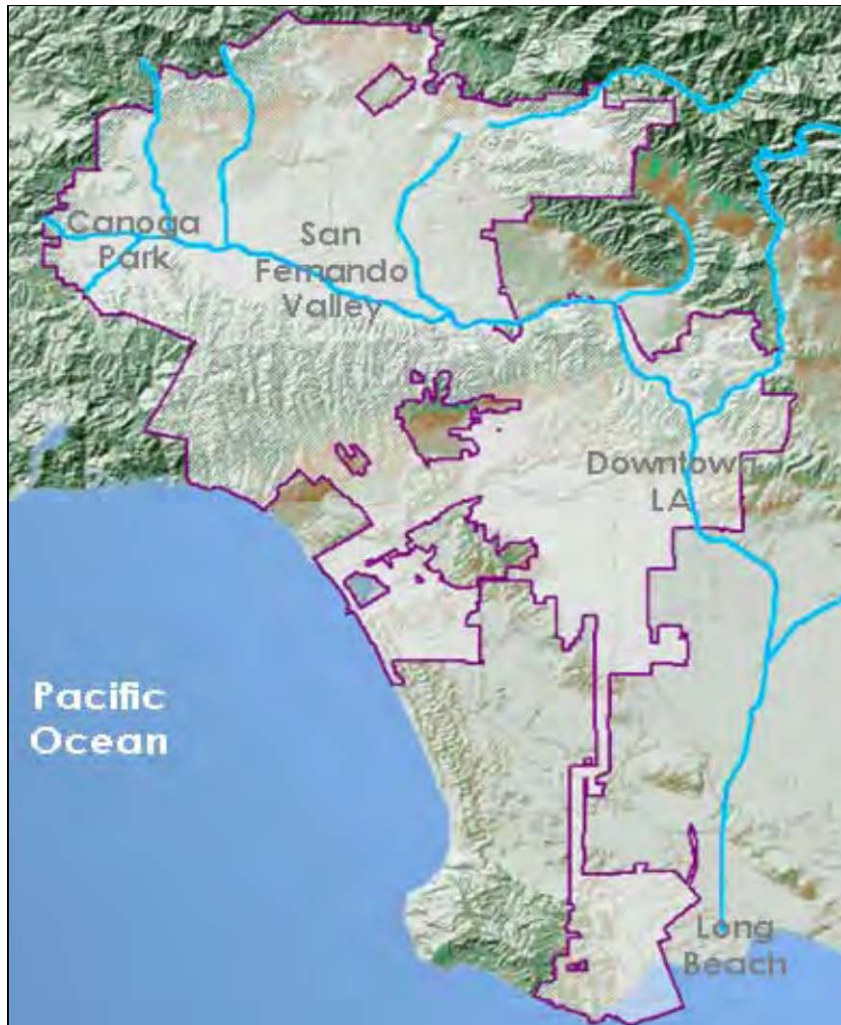 Canoga
Park
San
Fernando
Valley
Downtown
LA
Pacific
Ocean
Long
Beach